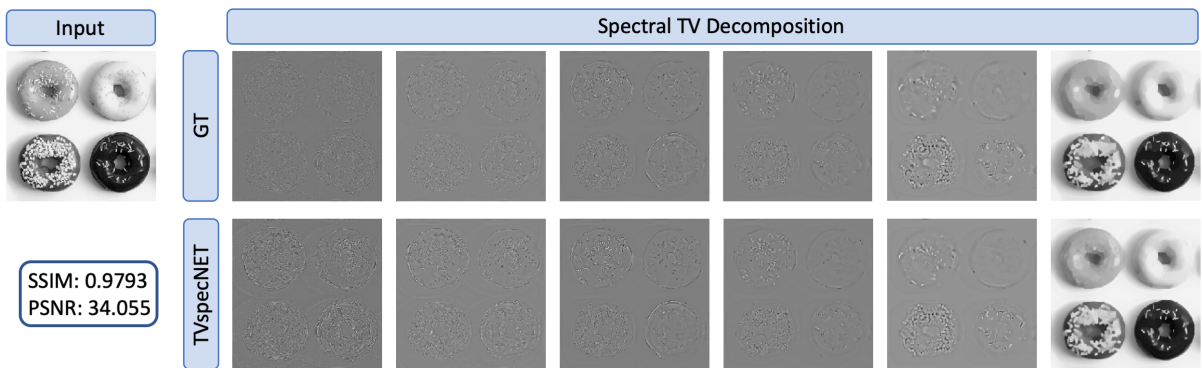 Input
Spectral TV Decomposition
GT
TVspecNET
SSIM: 0.9793
PSNR: 34.055